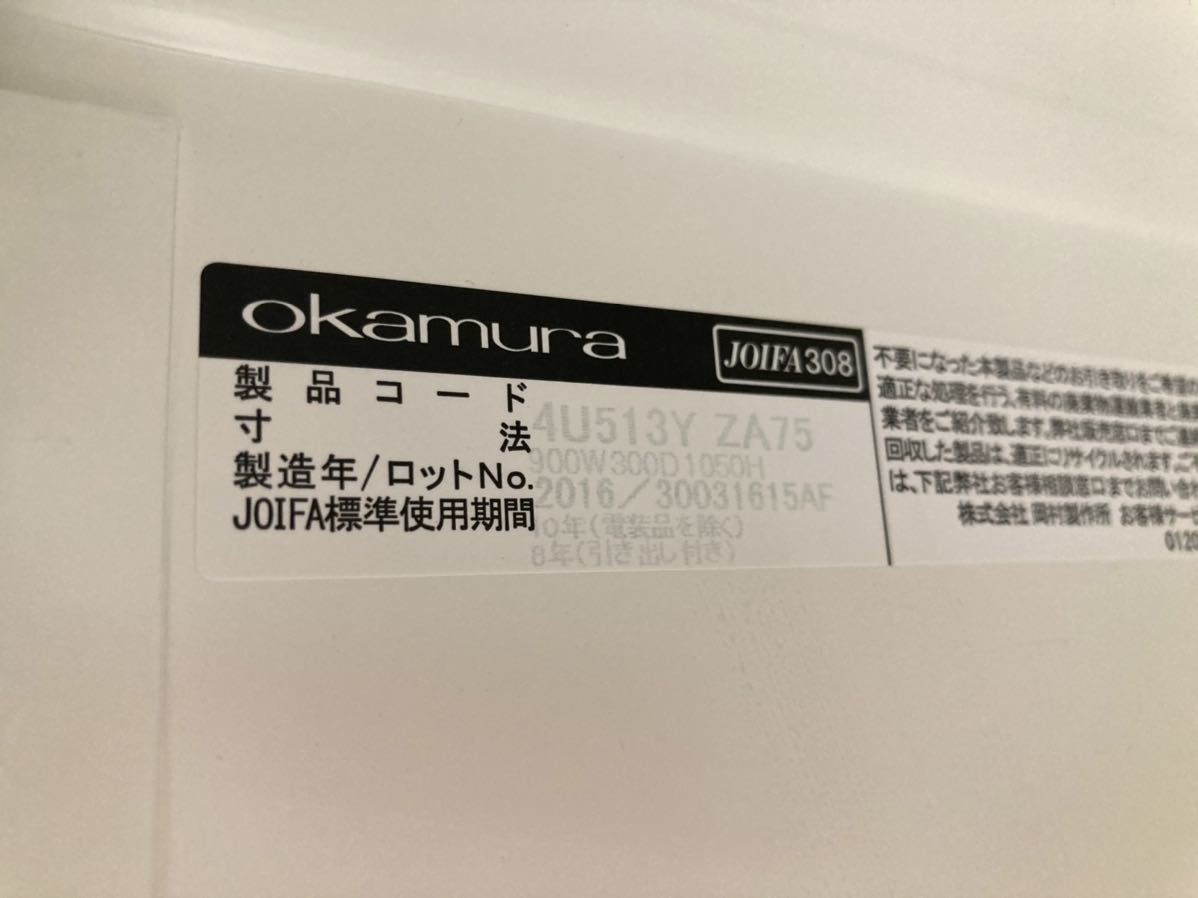 okamura JOIFA308
製品コード 4U513Y ZA75
寸法 900W300D1050H
製造年/ロットNo. 2016/30031615AF
JOIFA標準使用期間 10年(電装品を除く)
8年(引き出し付き)
不要になった本製品などのお引き取りをご希望の
適正な処理を行う、有料の廃棄物運搬業者と
業者をご紹介致します。弊社販売窓口までご連
回収した製品は、適正にリサイクルされます。ご
は、下記弊社お客様相談窓口までお問い合
株式会社 岡村製作所 お客様サー
0120